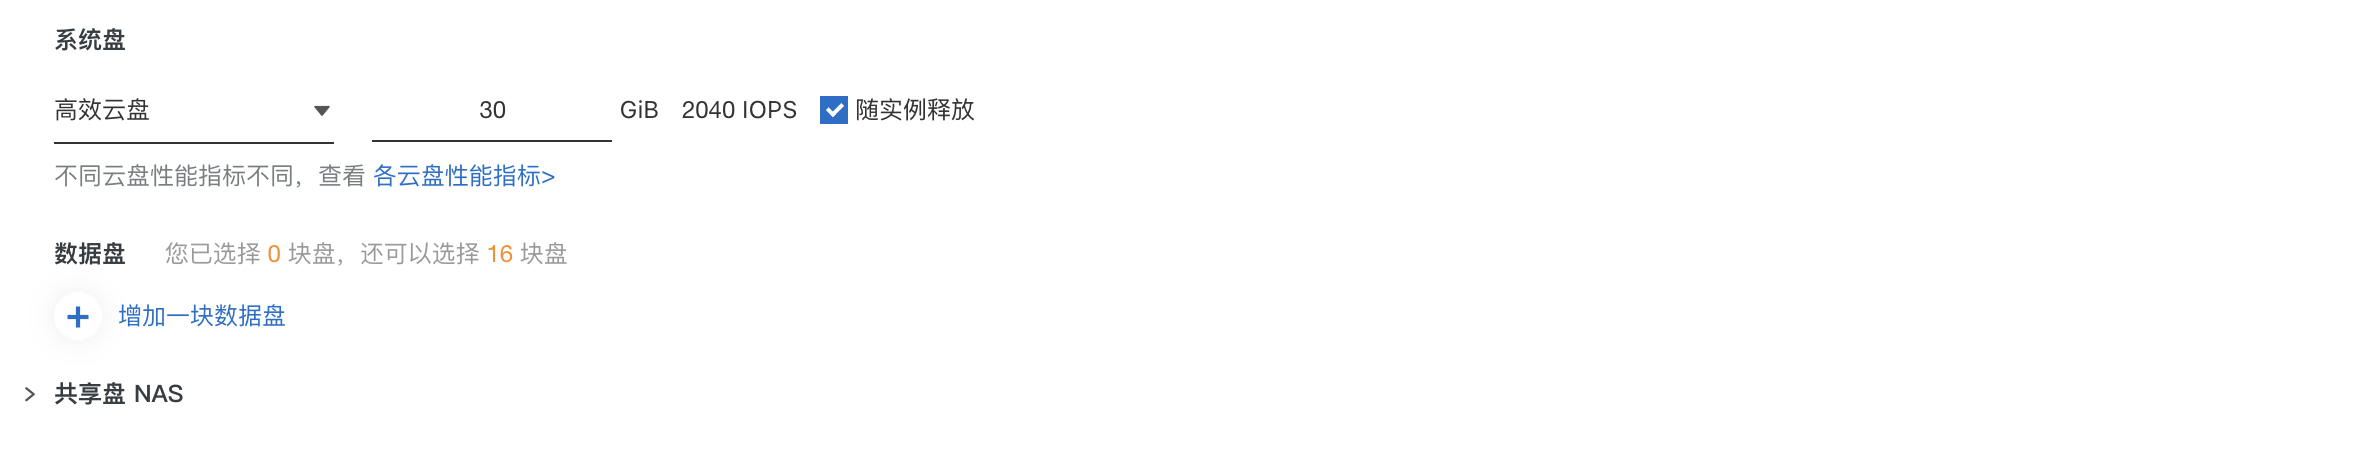 系统盘
高效云盘 30 GiB 2040 IOPS 随实例释放
不同云盘性能指标不同，查看 各云盘性能指标>
数据盘 您已选择 0 块盘，还可以选择 16 块盘
增加一块数据盘
共享盘 NAS